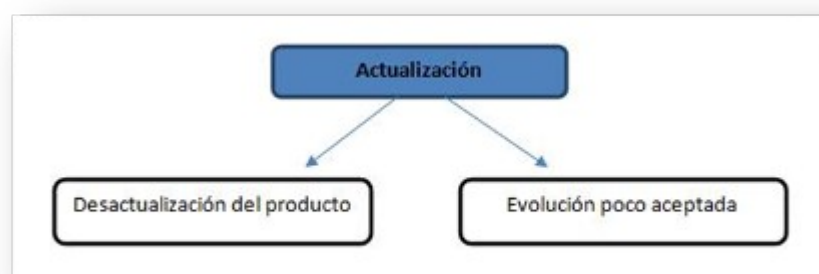 Actualización
Desactualización del producto
Evolución poco aceptada